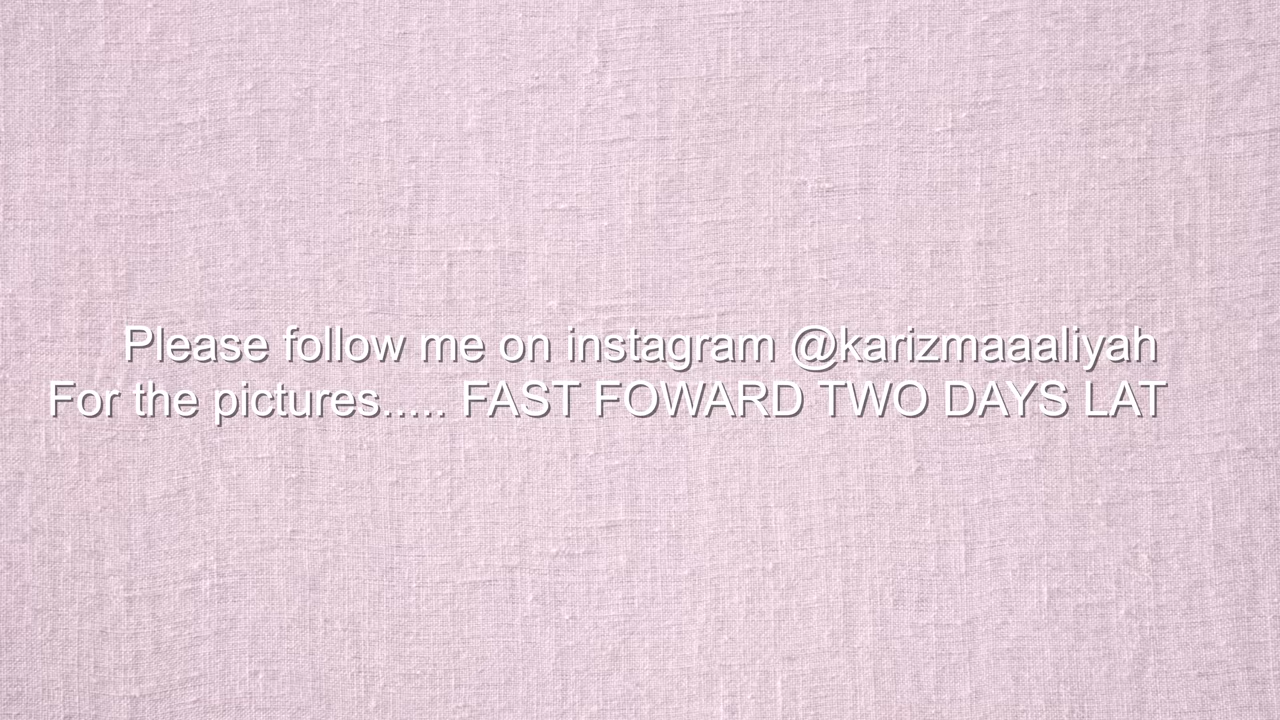 Please follow me on instagram @karizmaaaliyah
For the pictures..... FAST FOWARD TWO DAYS LAT